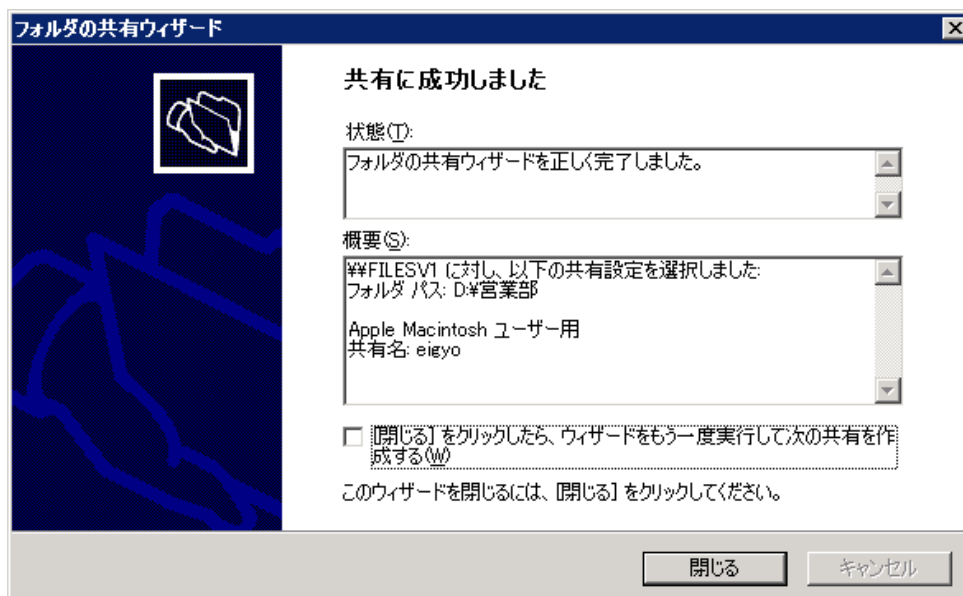 フォルダの共有ウィザード
共有に成功しました
状態(T):
フォルダの共有ウィザードを正しく完了しました。
概要(S):
¥¥FILESV1 に対し、以下の共有設定を選択しました:
フォルダ パス: D:¥営業部
Apple Macintosh ユーザー用
共有名: eigyo
[閉じる] をクリックしたら、ウィザードをもう一度実行して次の共有を作
成する(W)
このウィザードを閉じるには、[閉じる] をクリックしてください。
閉じる
キャンセル